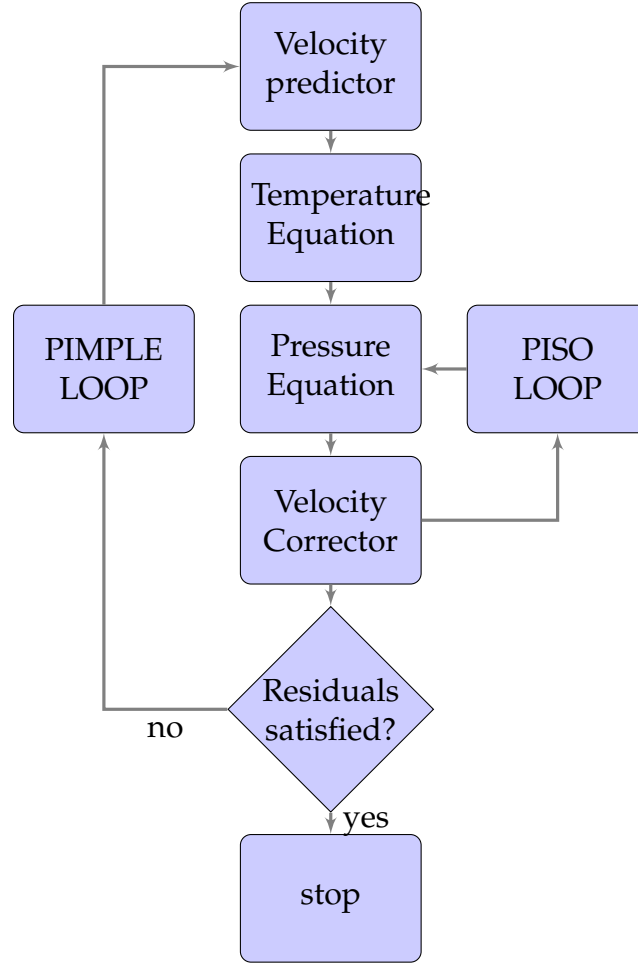 Velocity
predictor
Temperature
Equation
PIMPLE
LOOP
Pressure
Equation
PISO
LOOP
Velocity
Corrector
Residuals
satisfied?
no
yes
stop